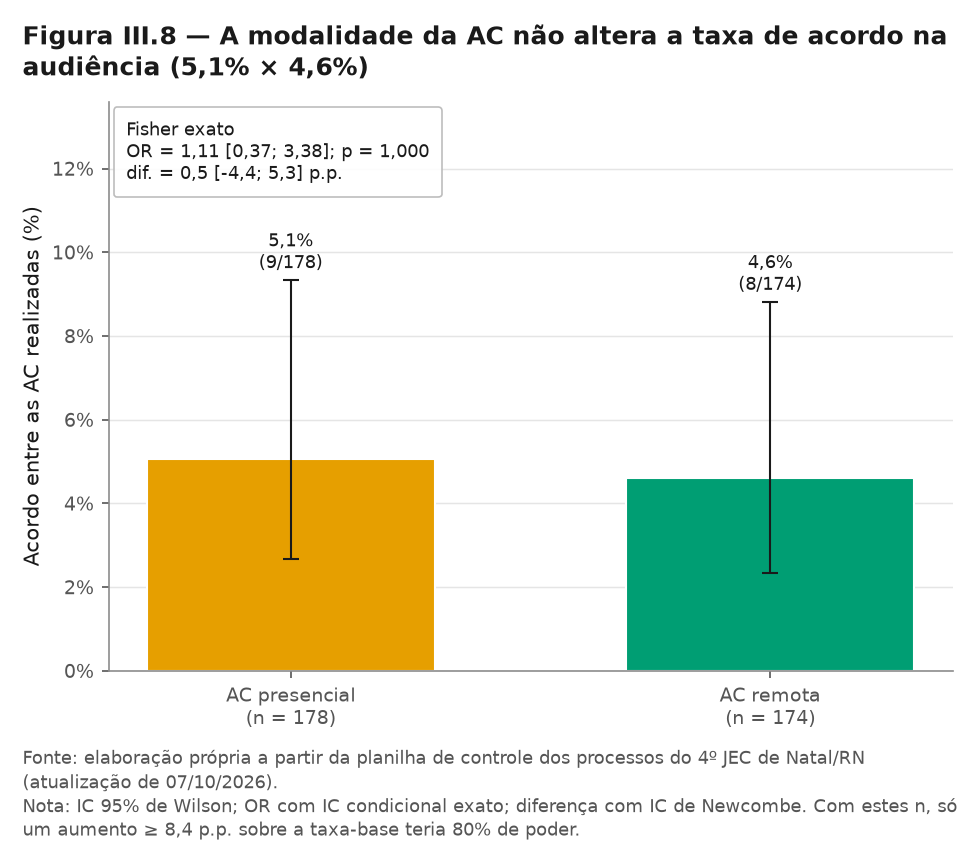 Figura III.8 — A modalidade da AC não altera a taxa de acordo na
audiência (5,1% × 4,6%)
Fisher exato
OR = 1,11 [0,37; 3,38]; p = 1,000
dif. = 0,5 [-4,4; 5,3] p.p.
Acordo entre as AC realizadas (%)
12%
10%
8%
6%
4%
2%
0%
5,1%
(9/178)
4,6%
(8/174)
AC presencial
(n = 178)
AC remota
(n = 174)
Fonte: elaboração própria a partir da planilha de controle dos processos do 4º JEC de Natal/RN
(atualização de 07/10/2026).
Nota: IC 95% de Wilson; OR com IC condicional exato; diferença com IC de Newcombe. Com estes n, só
um aumento ≥ 8,4 p.p. sobre a taxa-base teria 80% de poder.